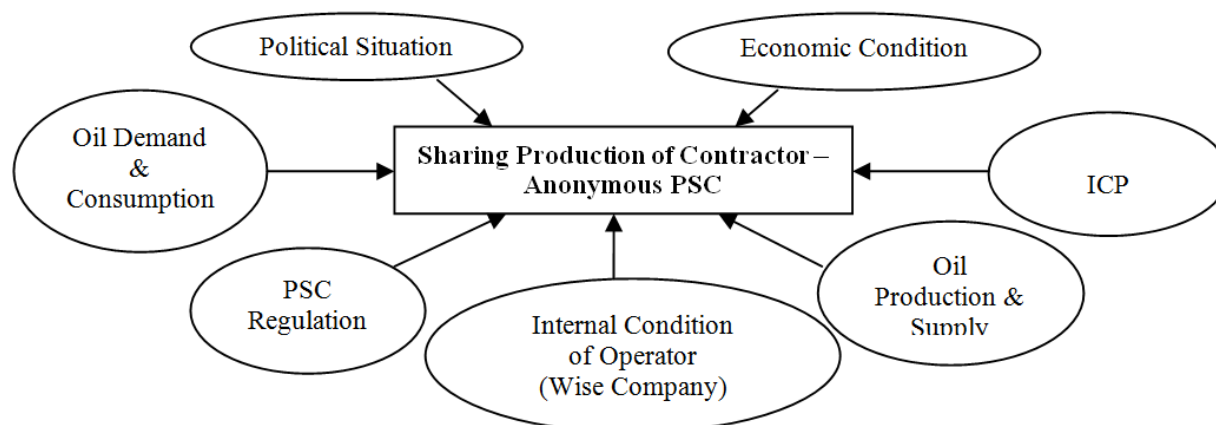 Political Situation
Economic Condition
Oil Demand
&
Consumption
Sharing Production of Contractor –
Anonymous PSC
ICP
PSC
Regulation
Internal Condition
of Operator
(Wise Company)
Oil
Production &
Supply